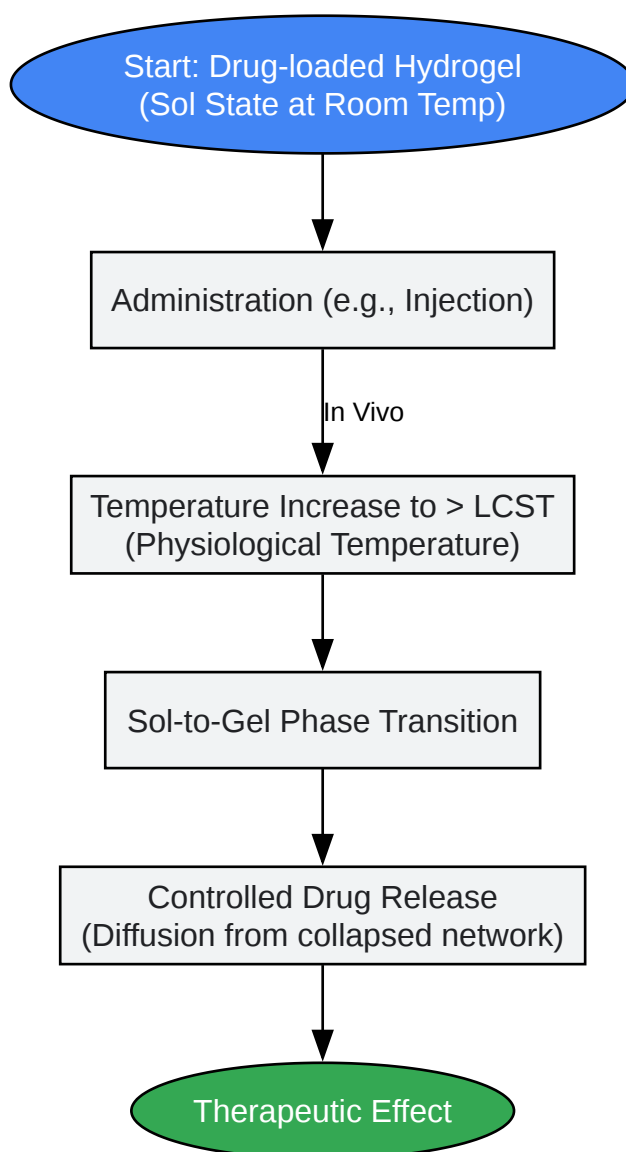 Start: Drug-loaded Hydrogel
(Sol State at Room Temp)
Administration (e.g., Injection)
In Vivo
Temperature Increase to > LCST
(Physiological Temperature)
Sol-to-Gel Phase Transition
Controlled Drug Release
(Diffusion from collapsed network)
Therapeutic Effect